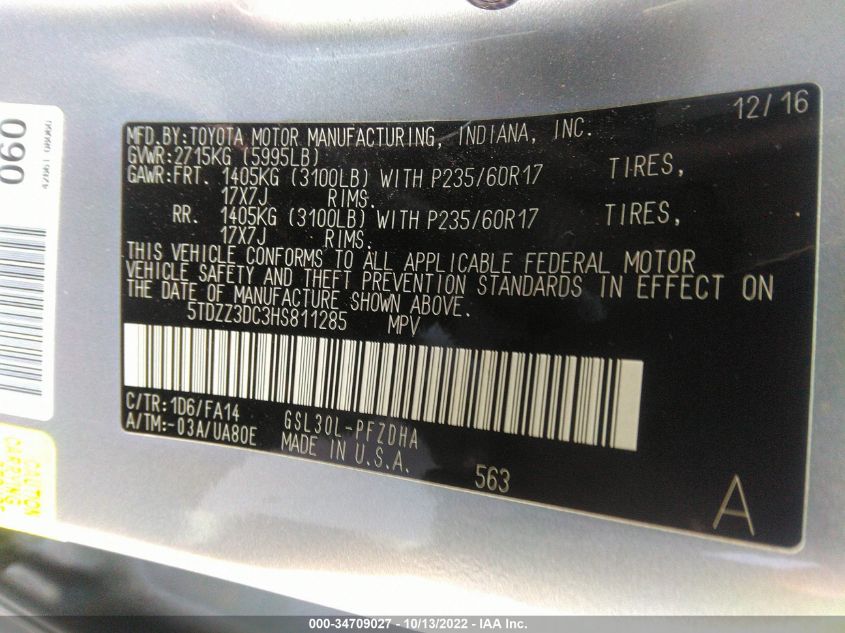 12/16
MFD.BY:TOYOTA MOTOR MANUFACTURING, INDIANA, INC.
GVWR:2715KG (5995LB)
GAWR:FRT. 1405KG (3100LB) WITH P235/60R17 TIRES,
17X7J RIMS.
RR. 1405KG (3100LB) WITH P235/60R17 TIRES,
17X7J RIMS.
THIS VEHICLE CONFORMS TO ALL APPLICABLE FEDERAL MOTOR
VEHICLE SAFETY AND THEFT PREVENTION STANDARDS IN EFFECT ON
THE DATE OF MANUFACTURE SHOWN ABOVE.
5TDZZ3DC3HS811285 MPV
C/TR:1D6/FA14 GSL30L-PFZDHA
A/TM:-03A/UA80E MADE IN U.S.A.
563
A
060
CAUTION
000-34709027 - 10/13/2022 - IAA Inc.